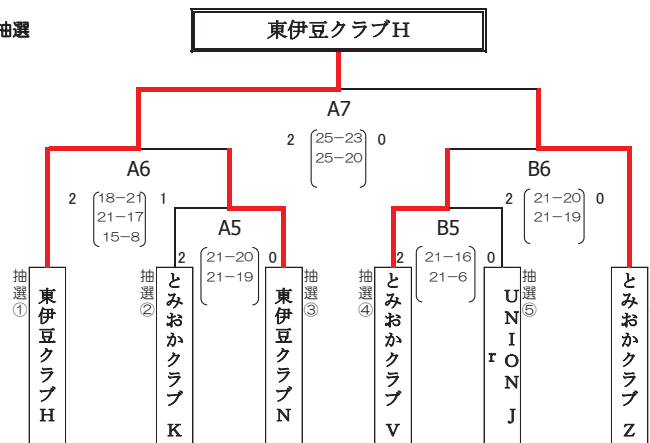 抽選
東伊豆クラブH
A7
2 25-23 0
25-20
A6
2 18-21 1
21-17
15-8
B6
2 21-20 0
21-19
A5
2 21-20 0
21-19
B5
2 21-16 0
21-6
抽選①
東伊豆クラブH
抽選②
とみおかクラブK
抽選③
東伊豆クラブN
抽選④
とみおかクラブV
抽選⑤
UNION Jr
とみおかクラブZ